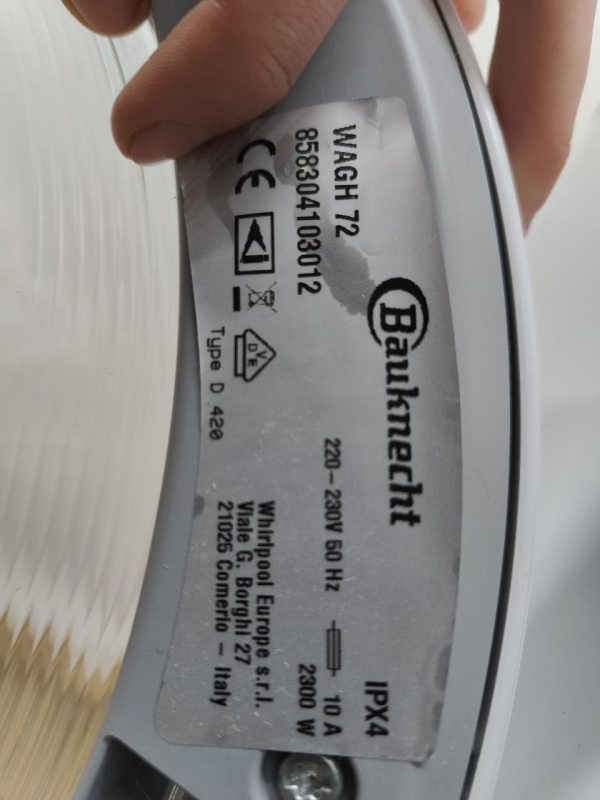 Bauknecht
WAGH 72
858304103012
CE
VDE
Type D 420
IPX4
220-230V 50 Hz
10 A
2300 W
Whirlpool Europe s.r.l.
Viale G. Borghi 27
21025 Comerio - Italy